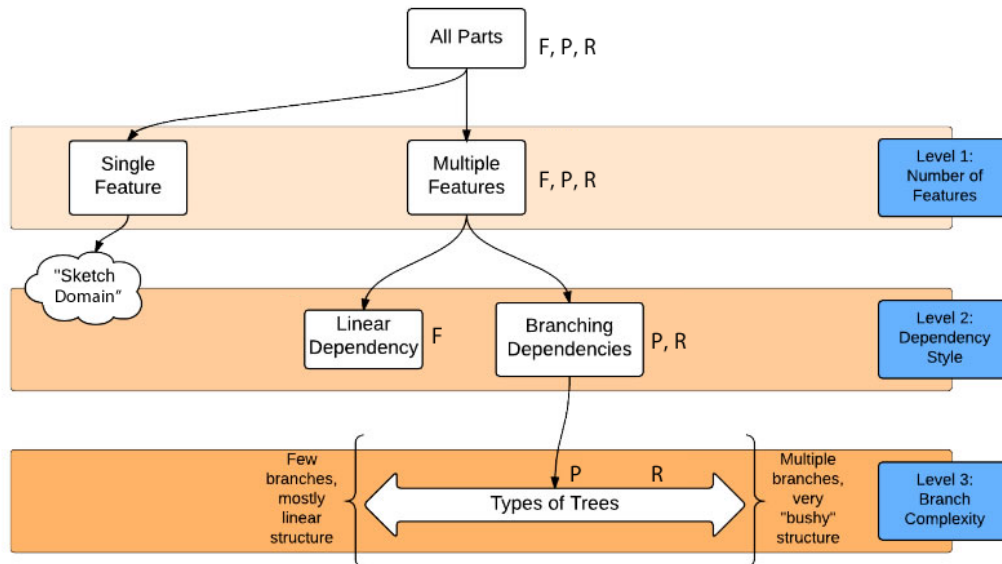 All Parts
F, P, R
Single
Feature
Multiple
Features
F, P, R
Level 1:
Number of
Features
"Sketch
Domain"
Linear
Dependency
F
Branching
Dependencies
P, R
Level 2:
Dependency
Style
Few
branches,
mostly
linear
structure
P
R
Types of Trees
Multiple
branches,
very
"bushy"
structure
Level 3:
Branch
Complexity